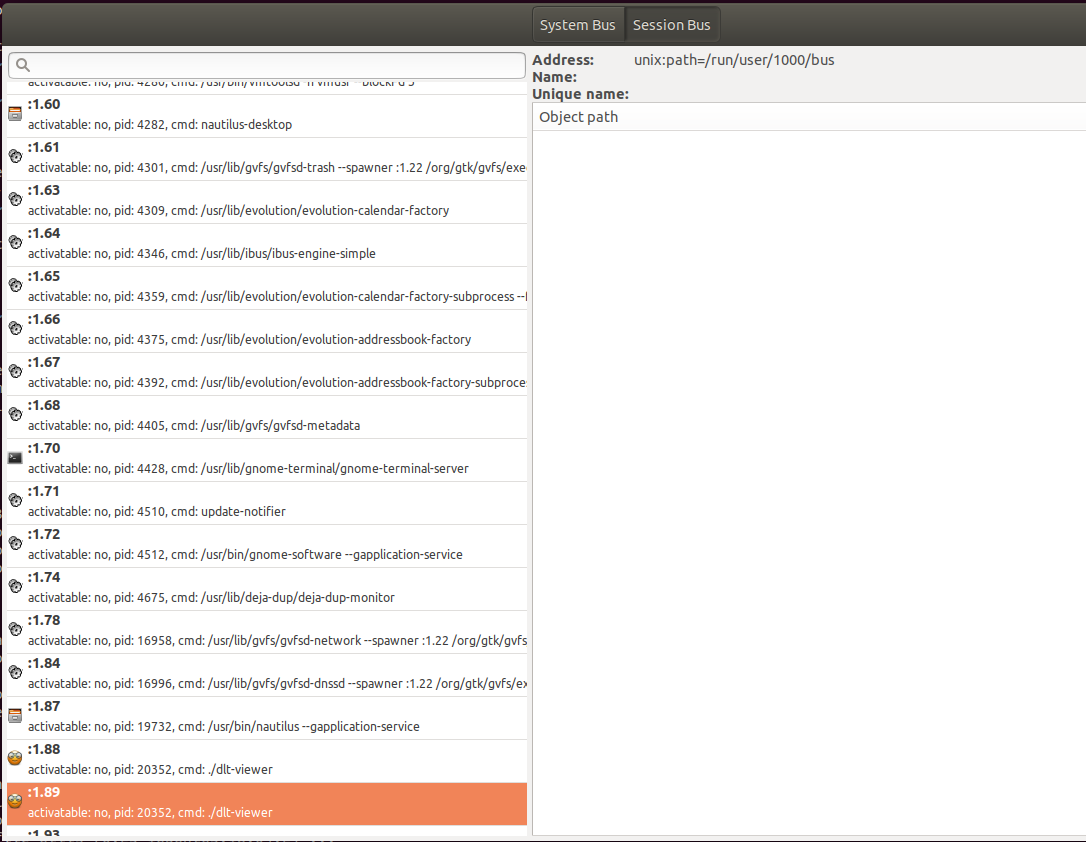 System Bus
Session Bus
Address: unix:path=/run/user/1000/bus
Name:
Unique name:
Object path
activatable: no, pid: 4280, cmd: /usr/bin/vmtoolsd -n vmusr --blockFd 3
:1.60
activatable: no, pid: 4282, cmd: nautilus-desktop
:1.61
activatable: no, pid: 4301, cmd: /usr/lib/gvfs/gvfsd-trash --spawner :1.22 /org/gtk/gvfs/exe
:1.63
activatable: no, pid: 4309, cmd: /usr/lib/evolution/evolution-calendar-factory
:1.64
activatable: no, pid: 4346, cmd: /usr/lib/ibus/ibus-engine-simple
:1.65
activatable: no, pid: 4359, cmd: /usr/lib/evolution/evolution-calendar-factory-subprocess --
:1.66
activatable: no, pid: 4375, cmd: /usr/lib/evolution/evolution-addressbook-factory
:1.67
activatable: no, pid: 4392, cmd: /usr/lib/evolution/evolution-addressbook-factory-subproce
:1.68
activatable: no, pid: 4405, cmd: /usr/lib/gvfs/gvfsd-metadata
:1.70
activatable: no, pid: 4428, cmd: /usr/lib/gnome-terminal/gnome-terminal-server
:1.71
activatable: no, pid: 4510, cmd: update-notifier
:1.72
activatable: no, pid: 4512, cmd: /usr/bin/gnome-software --gapplication-service
:1.74
activatable: no, pid: 4675, cmd: /usr/lib/deja-dup/deja-dup-monitor
:1.78
activatable: no, pid: 16958, cmd: /usr/lib/gvfs/gvfsd-network --spawner :1.22 /org/gtk/gvfs
:1.84
activatable: no, pid: 16996, cmd: /usr/lib/gvfs/gvfsd-dnssd --spawner :1.22 /org/gtk/gvfs/ex
:1.87
activatable: no, pid: 19732, cmd: /usr/bin/nautilus --gapplication-service
:1.88
activatable: no, pid: 20352, cmd: ./dlt-viewer
:1.89
activatable: no, pid: 20352, cmd: ./dlt-viewer
:1.93